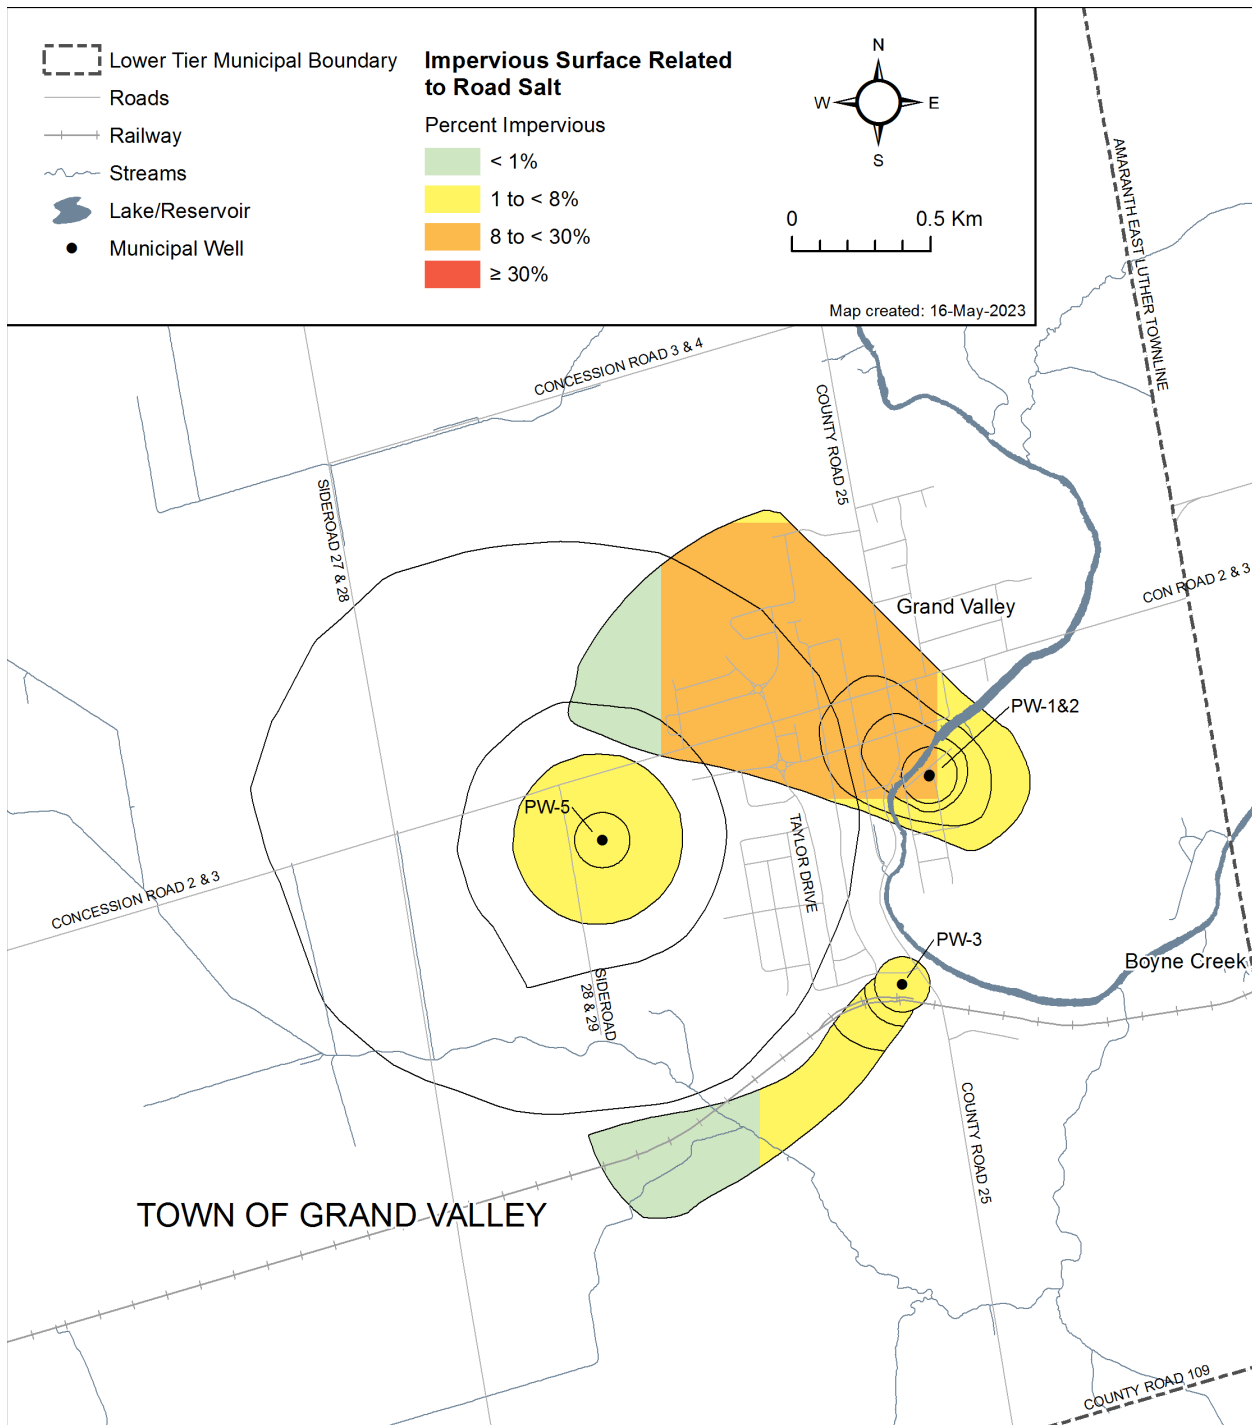 Lower Tier Municipal Boundary
Roads
Railway
Streams
Lake/Reservoir
Municipal Well
Impervious Surface Related
to Road Salt
Percent Impervious
< 1%
1 to < 8%
8 to < 30%
≥ 30%
N
W
E
S
0
0.5 Km
Map created: 16-May-2023
AMARANTH EAST LUTHER TOWNLINE
CONCESSION ROAD 3 & 4
COUNTY ROAD 25
SIDEROAD 27 & 28
CON ROAD 2 & 3
Grand Valley
PW-1&2
PW-5
TAYLOR DRIVE
CONCESSION ROAD 2 & 3
PW-3
Boyne Creek
SIDEROAD
28 & 29
COUNTY ROAD 25
TOWN OF GRAND VALLEY
COUNTY ROAD 109